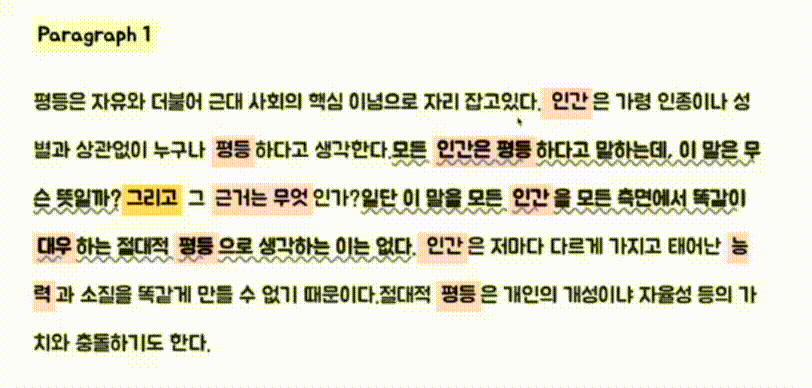 Paragraph 1
평등은 자유와 더불어 근대 사회의 핵심 이념으로 자리 잡고있다. 인간은 가령 인종이나 성
별과 상관없이 누구나 평등하다고 생각한다.모든 인간은 평등하다고 말하는데, 이 말은 무
슨 뜻일까?그리고 그 근거는 무엇인가?일단 이 말을 모든 인간을 모든 측면에서 똑같이
대우하는 절대적 평등으로 생각하는 이는 없다. 인간은 저마다 다르게 가지고 태어난 능
력과 소질을 똑같게 만들 수 없기 때문이다.절대적 평등은 개인의 개성이냐 자율성 등의 가
치와 충돌하기도 한다.